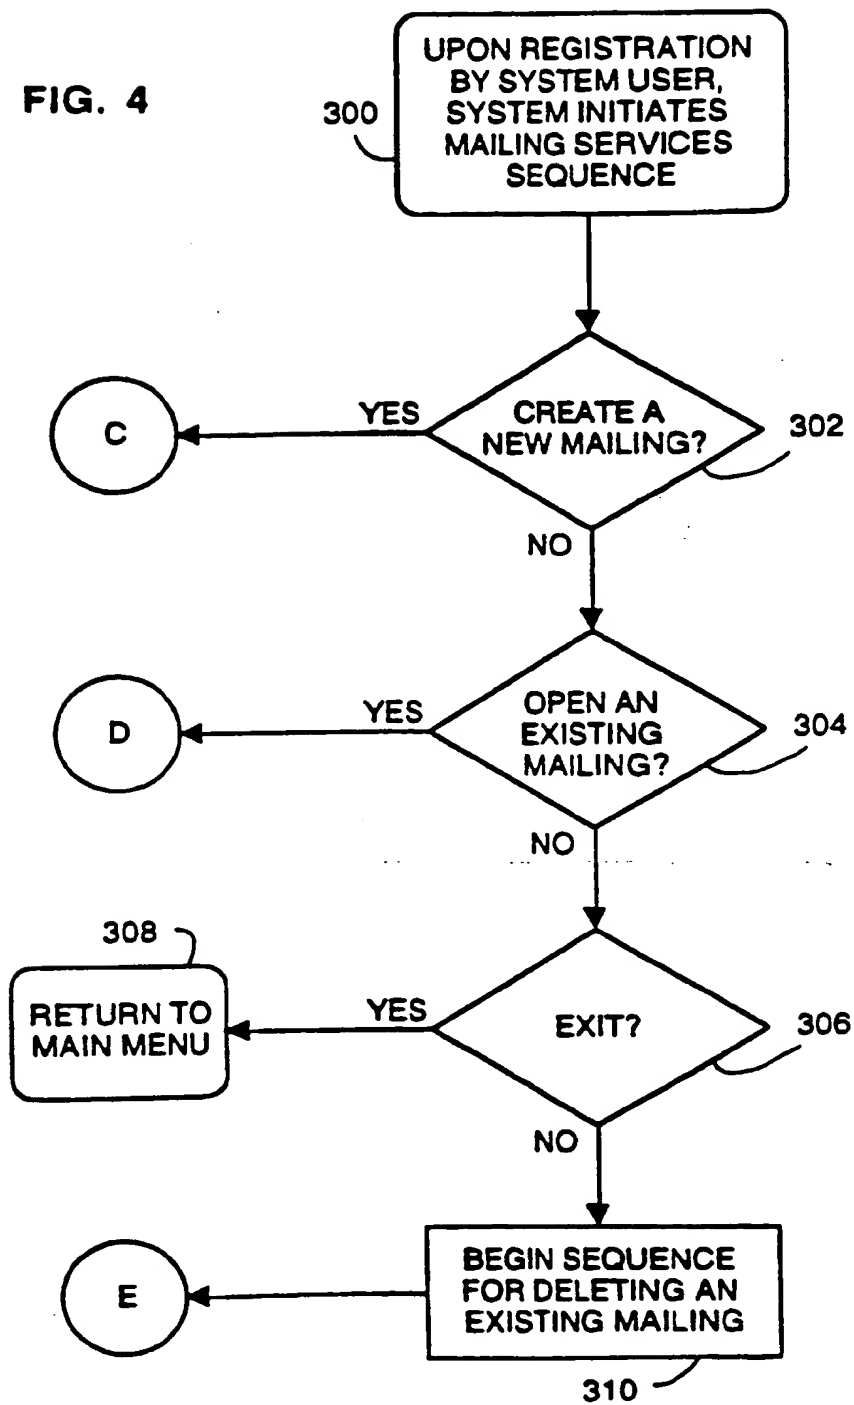 FIG. 4
300
UPON REGISTRATION
BY SYSTEM USER,
SYSTEM INITIATES
MAILING SERVICES
SEQUENCE
C
YES
CREATE A
NEW MAILING?
302
NO
D
YES
OPEN AN
EXISTING
MAILING?
304
NO
308
RETURN TO
MAIN MENU
YES
EXIT?
306
NO
E
BEGIN SEQUENCE
FOR DELETING AN
EXISTING MAILING
310